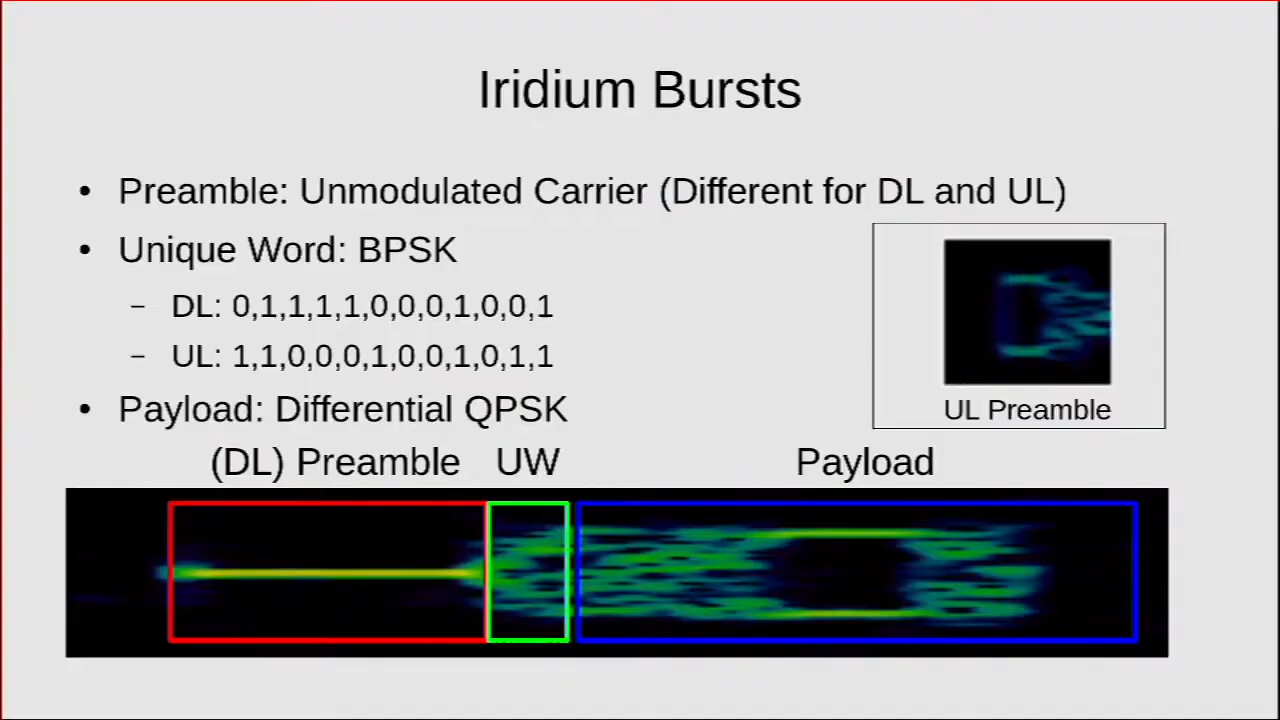 Iridium Bursts
• Preamble: Unmodulated Carrier (Different for DL and UL)
• Unique Word: BPSK
– DL: 0,1,1,1,1,0,0,0,1,0,0,1
– UL: 1,1,0,0,0,1,0,0,1,0,1,1
• Payload: Differential QPSK
UL Preamble
(DL) Preamble UW Payload